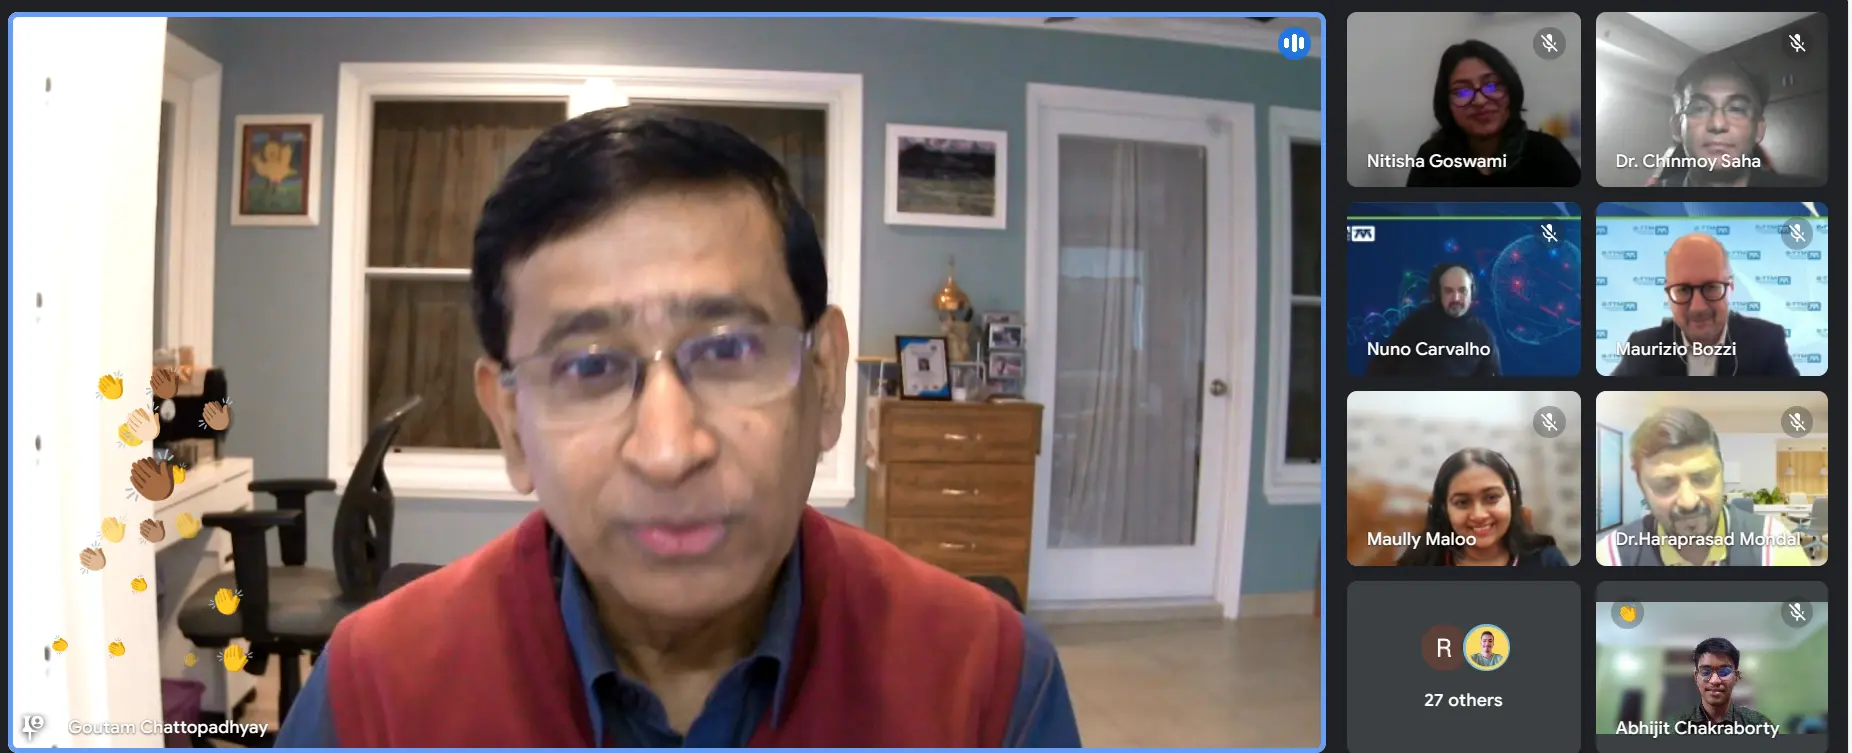 Goutam Chattopadhyay
Nitisha Goswami
Dr. Chinmoy Saha
Nuno Carvalho
Maurizio Bozzi
Maully Maloo
Dr.Haraprasad Mondal
R
27 others
Abhijit Chakraborty